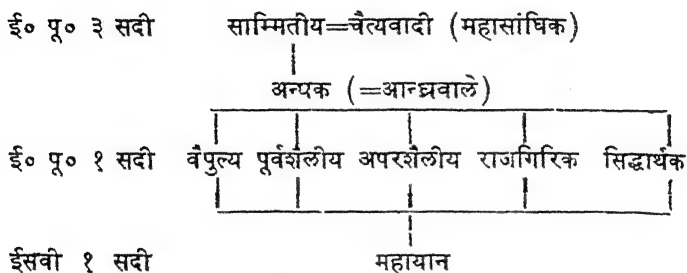 ई० पू० ३ सदी साम्मितीय=चैत्यवादी (महासांघिक)
अन्धक (=आन्ध्रवाले)
ई० पू० १ सदी वैपुल्य पूर्वशैलीय अपरशैलीय राजगिरिक सिद्धार्थक
ईसवी १ सदी महायान